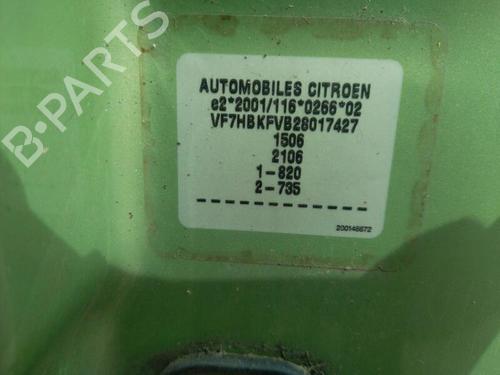 B-PARTS
AUTOMOBILES CITROEN
e2*2001/116*0266*02
VF7HBKFVB28017427
1506
2106
1-820
2-735
200148672